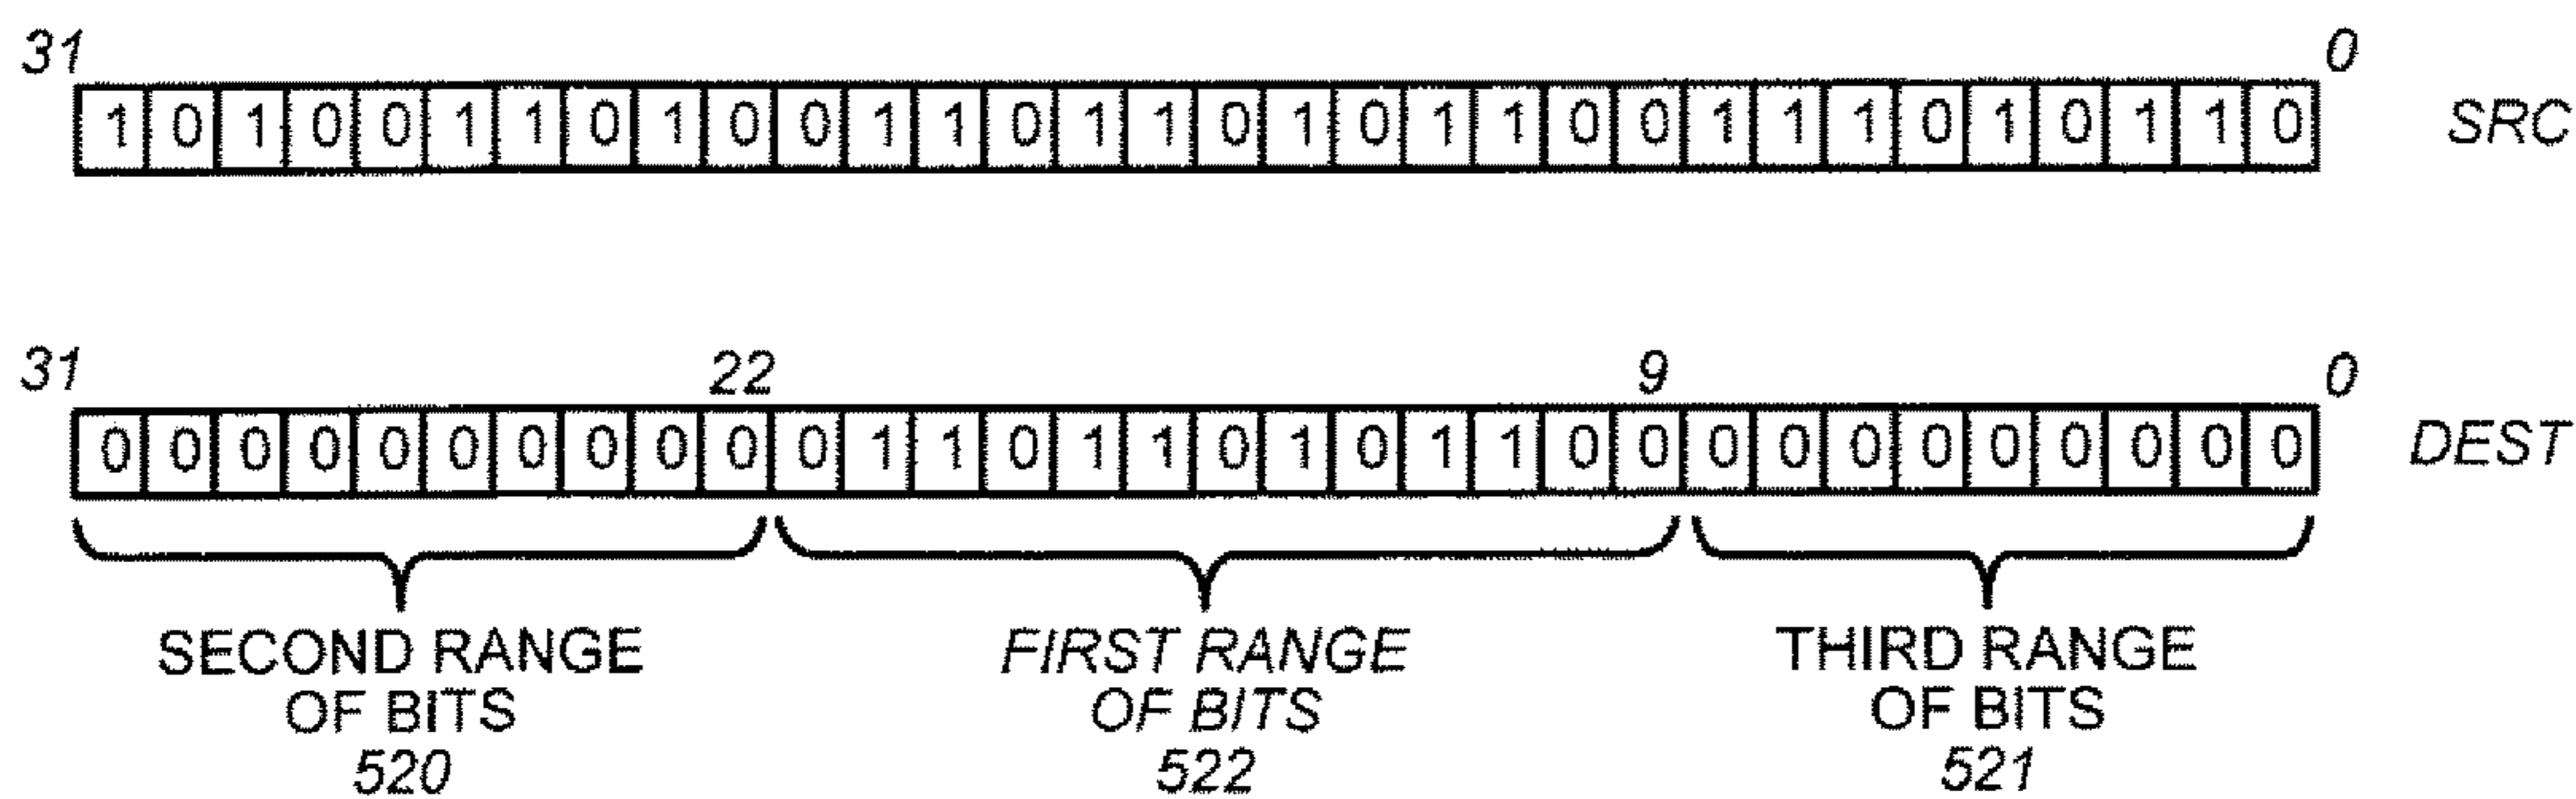 31 0
1 0 1 0 0 1 1 0 1 0 0 1 1 0 1 1 0 1 0 1 1 0 0 1 1 1 0 1 0 1 1 0 SRC
31 22 9 0
0 0 0 0 0 0 0 0 0 0 0 1 1 0 1 1 0 1 0 1 1 0 0 0 0 0 0 0 0 0 0 0 DEST
SECOND RANGE FIRST RANGE THIRD RANGE
OF BITS OF BITS OF BITS
520 522 521